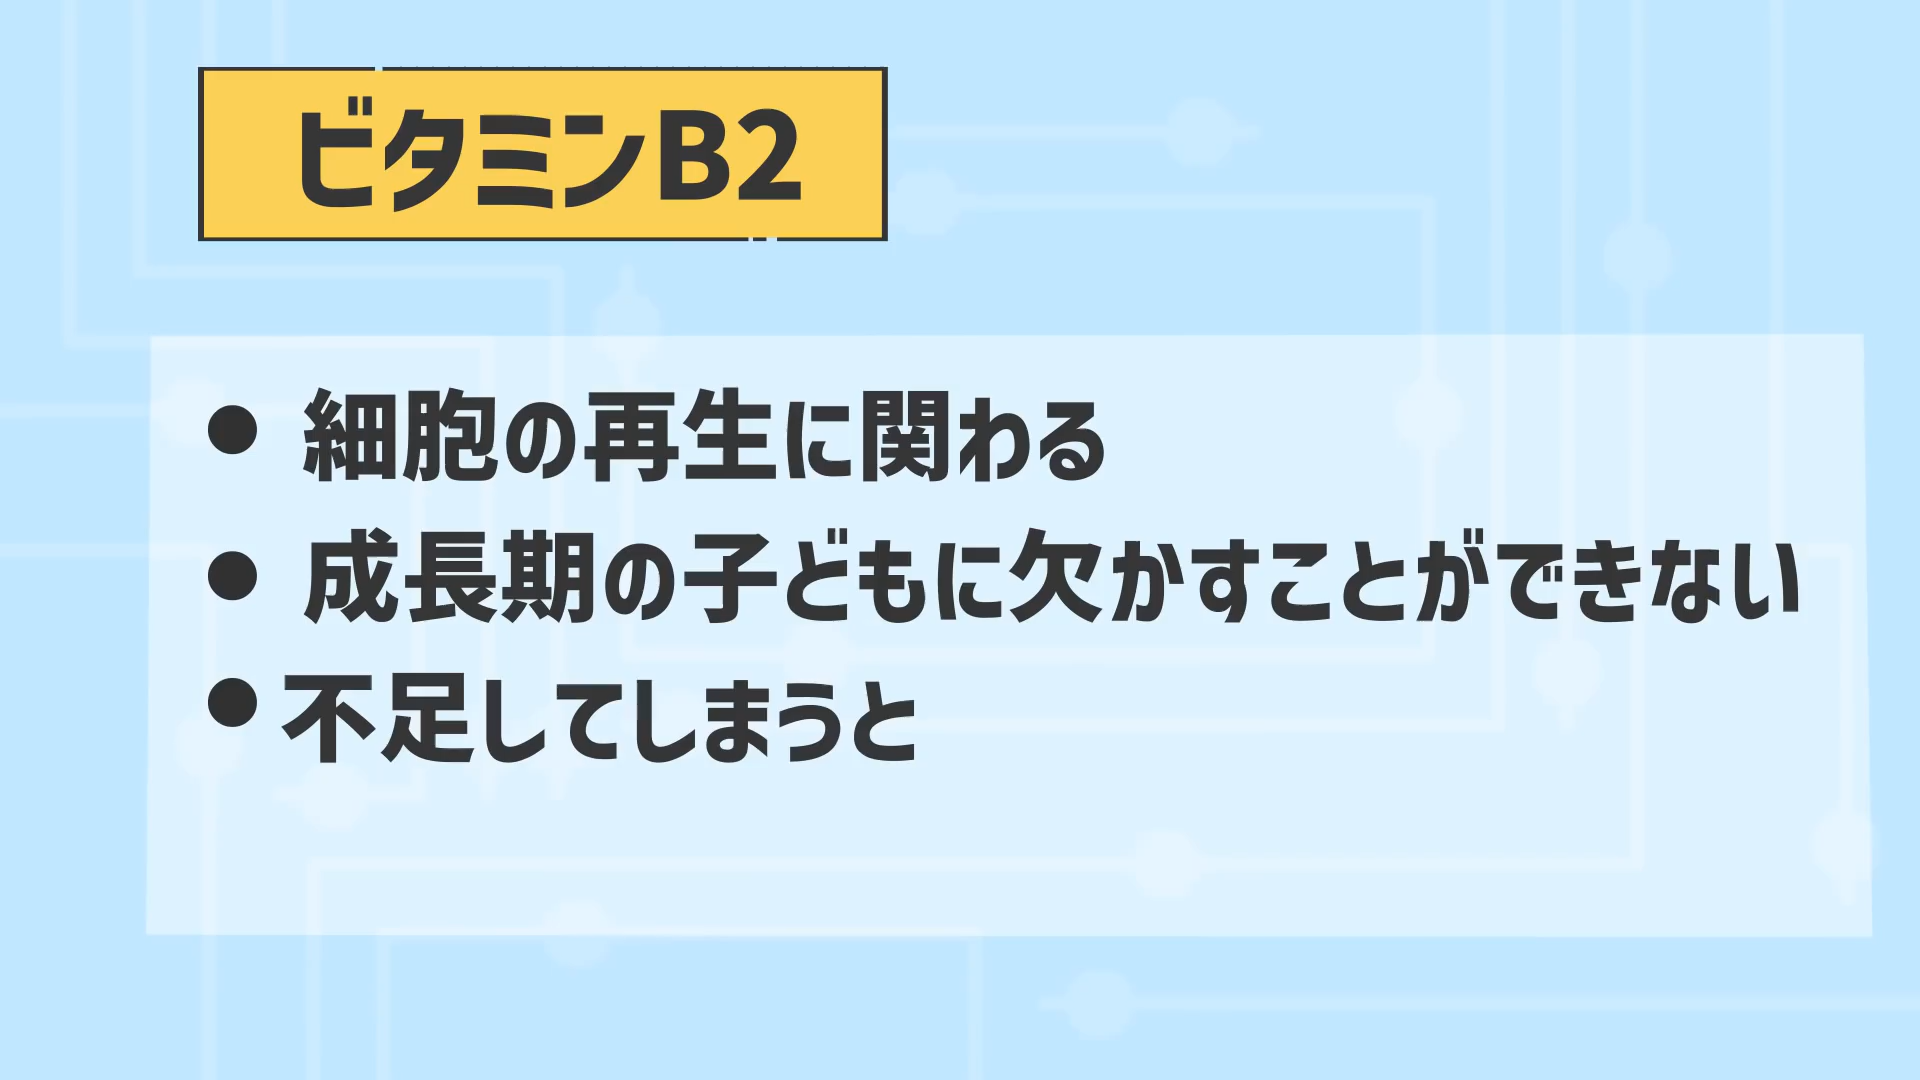 ビタミンB2
● 細胞の再生に関わる
● 成長期の子どもに欠かすことができない
● 不足してしまうと